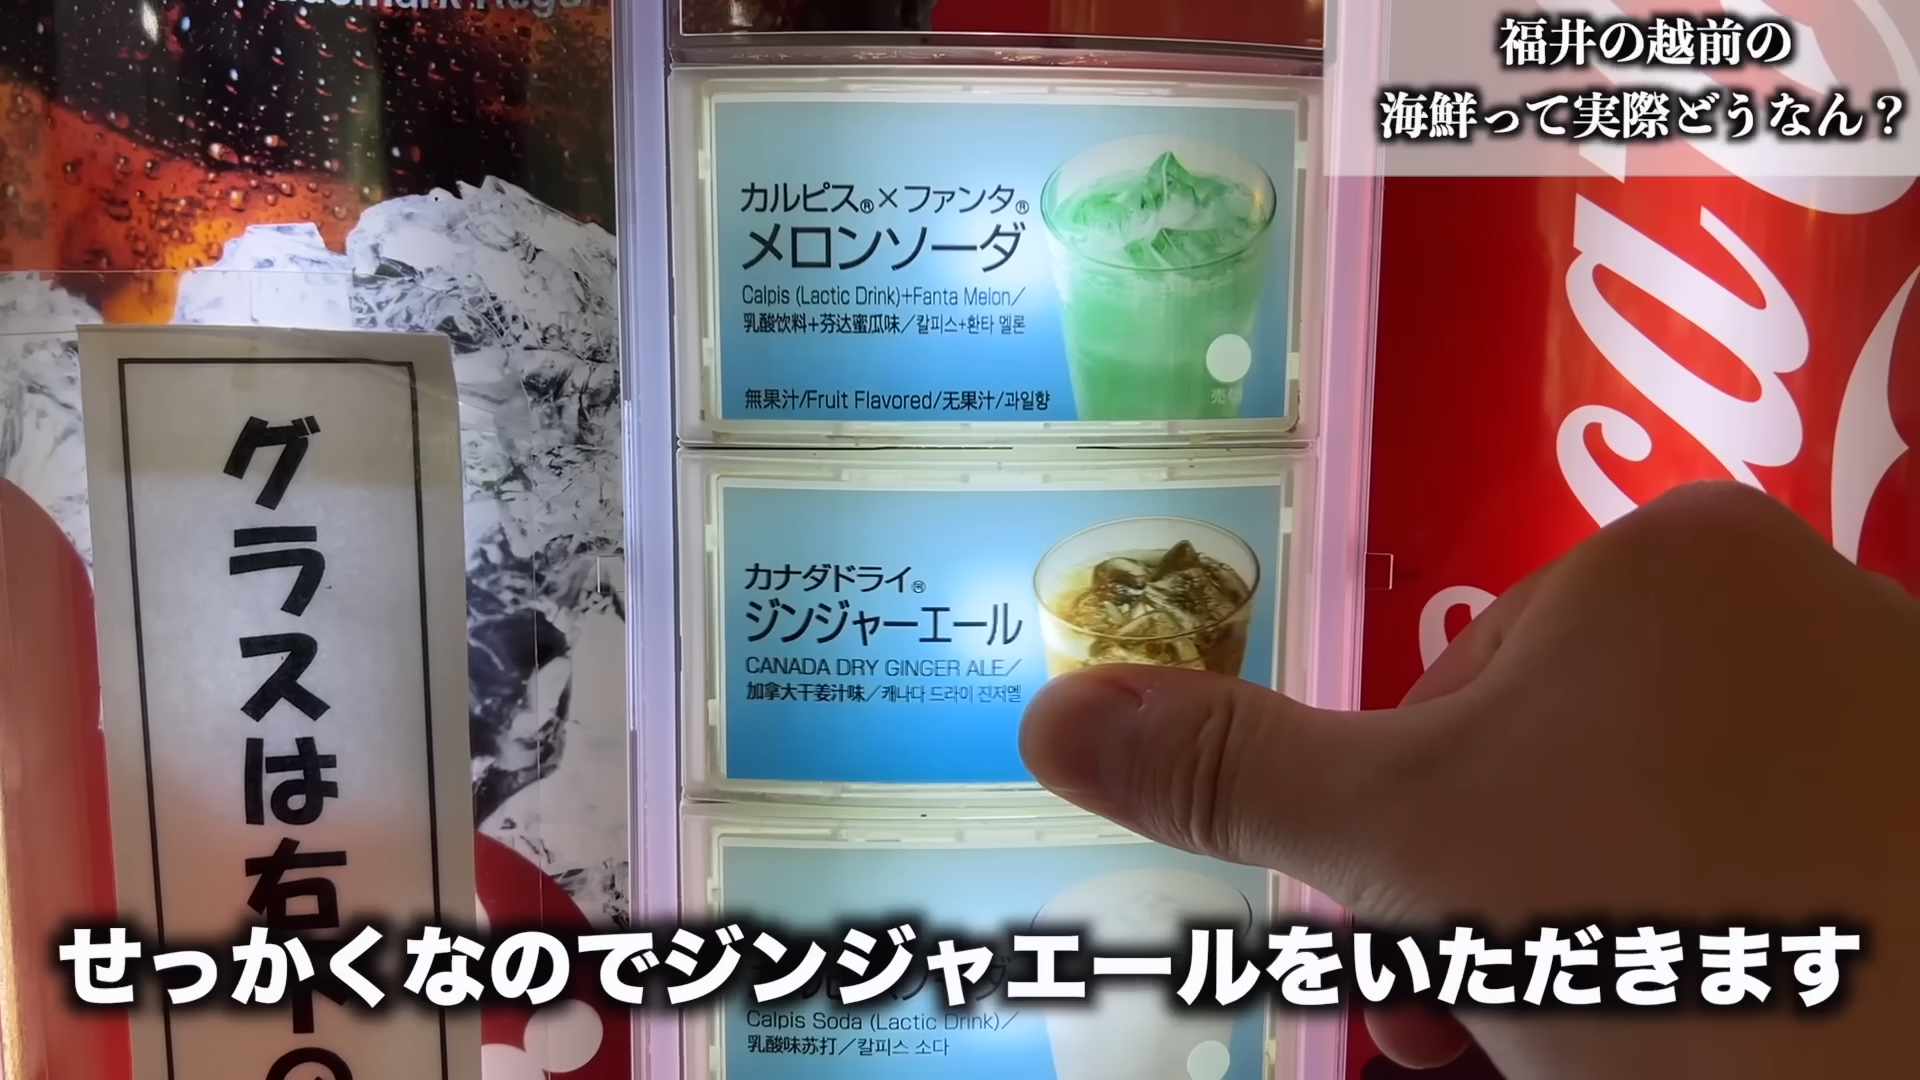 福井の越前の
海鮮って実際どうなん？
カルピス®×ファンタ®
メロンソーダ
Calpis (Lactic Drink)+Fanta Melon／
乳酸饮料+芬达蜜瓜味／칼피스+환타 멜론
無果汁/Fruit Flavored/无果汁/과일향
カナダドライ®
ジンジャーエール
CANADA DRY GINGER ALE／
加拿大干姜汁味／캐나다 드라이 진저엘
Calpis Soda (Lactic Drink)／
乳酸味苏打／칼피스 소다
グラスは右下の
せっかくなのでジンジャエールをいただきます